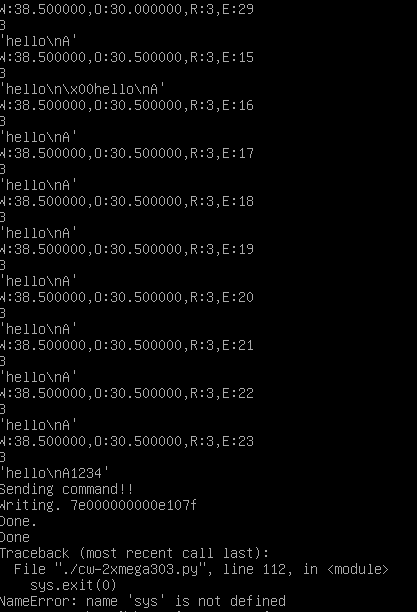 W:38.500000,O:30.000000,R:3,E:29
3
'hello\nA'
W:38.500000,O:30.500000,R:3,E:15
3
'hello\n\x00hello\nA'
W:38.500000,O:30.500000,R:3,E:16
3
'hello\nA'
W:38.500000,O:30.500000,R:3,E:17
3
'hello\nA'
W:38.500000,O:30.500000,R:3,E:18
3
'hello\nA'
W:38.500000,O:30.500000,R:3,E:19
3
'hello\nA'
W:38.500000,O:30.500000,R:3,E:20
3
'hello\nA'
W:38.500000,O:30.500000,R:3,E:21
3
'hello\nA'
W:38.500000,O:30.500000,R:3,E:22
3
'hello\nA'
W:38.500000,O:30.500000,R:3,E:23
3
'hello\nA1234'
Sending command!!
Writing. 7e000000000e107f
Done.
Done
Traceback (most recent call last):
  File "./cw-2xmega303.py", line 112, in <module>
    sys.exit(0)
NameError: name 'sys' is not defined